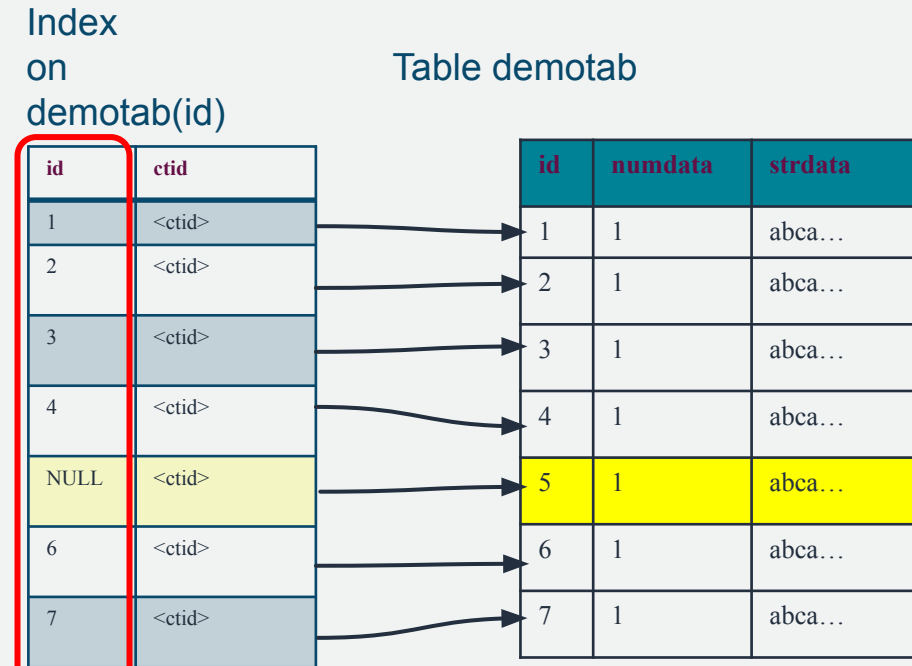 Index
on
demotab(id)
Table demotab
id ctid
1 <ctid>
2 <ctid>
3 <ctid>
4 <ctid>
NULL <ctid>
6 <ctid>
7 <ctid>
id numdata strdata
1 1 abca…
2 1 abca…
3 1 abca…
4 1 abca…
5 1 abca…
6 1 abca…
7 1 abca…